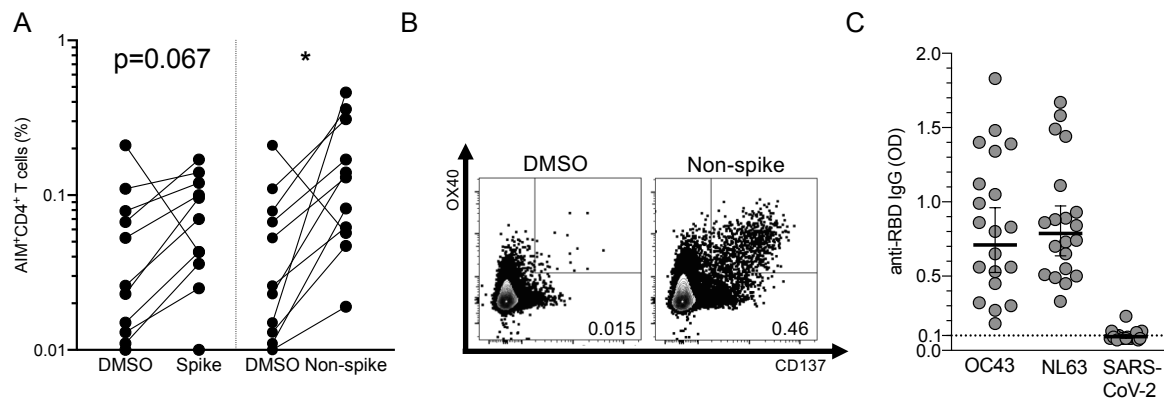 A
AIM⁺CD4⁺ T cells (%)
1
0.1
0.01
p=0.067
*
DMSO
Spike
DMSO
Non-spike
B
OX40
DMSO
Non-spike
0.015
0.46
CD137
C
anti-RBD IgG (OD)
2.0
1.5
1.0
0.5
0.1
0.0
OC43
NL63
SARS-
CoV-2